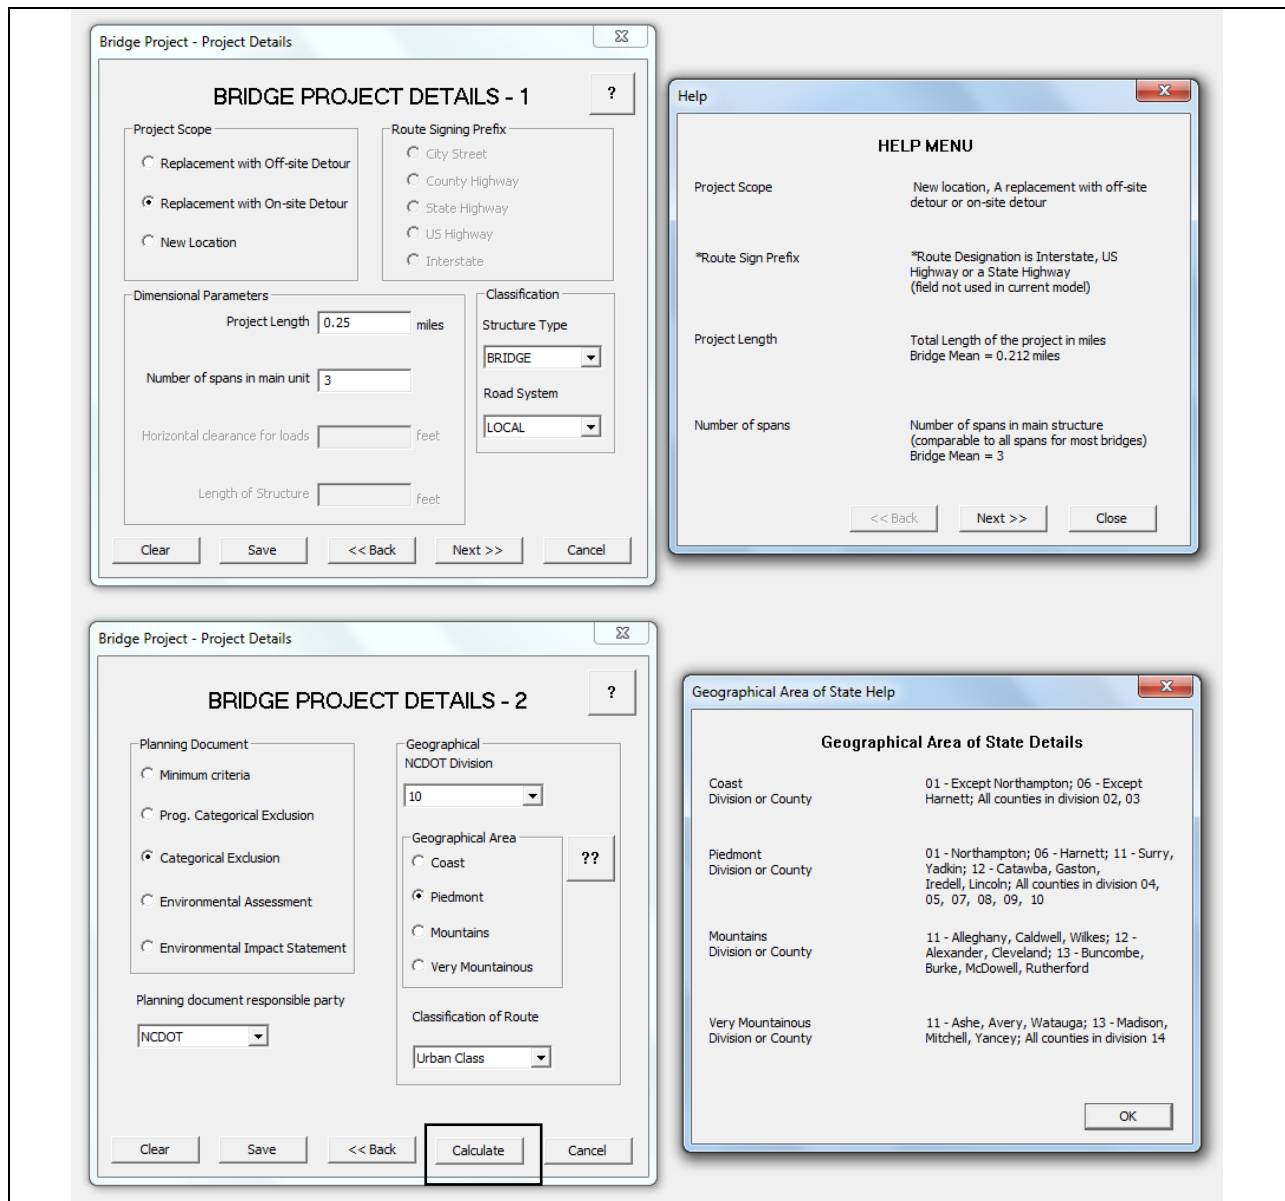 Bridge Project - Project Details
BRIDGE PROJECT DETAILS - 1
?
Project Scope
Replacement with Off-site Detour
Replacement with On-site Detour
New Location
Route Signing Prefix
City Street
County Highway
State Highway
US Highway
Interstate
Dimensional Parameters
Project Length 0.25 miles
Number of spans in main unit 3
Horizontal clearance for loads feet
Length of Structure feet
Classification
Structure Type
BRIDGE
Road System
LOCAL
Clear Save << Back Next >> Cancel
Help
HELP MENU
Project Scope New location, A replacement with off-site
detour or on-site detour
*Route Sign Prefix *Route Designation is Interstate, US
Highway or a State Highway
(field not used in current model)
Project Length Total Length of the project in miles
Bridge Mean = 0.212 miles
Number of spans Number of spans in main structure
(comparable to all spans for most bridges)
Bridge Mean = 3
<< Back Next >> Close
Bridge Project - Project Details
BRIDGE PROJECT DETAILS - 2
?
Planning Document
Minimum criteria
Prog. Categorical Exclusion
Categorical Exclusion
Environmental Assessment
Environmental Impact Statement
Planning document responsible party
NCDOT
Geographical
NCDOT Division
10
Geographical Area
Coast
Piedmont
Mountains
Very Mountainous
??
Classification of Route
Urban Class
Clear Save << Back Calculate Cancel
Geographical Area of State Help
Geographical Area of State Details
Coast 01 - Except Northampton; 06 - Except
Division or County Harnett; All counties in division 02, 03
Piedmont 01 - Northampton; 06 - Harnett; 11 - Surry,
Division or County Yadkin; 12 - Catawba, Gaston,
Iredell, Lincoln; All counties in division 04,
05, 07, 08, 09, 10
Mountains 11 - Alleghany, Caldwell, Wilkes; 12 -
Division or County Alexander, Cleveland; 13 - Buncombe,
Burke, McDowell, Rutherford
Very Mountainous 11 - Ashe, Avery, Watauga; 13 - Madison,
Division or County Mitchell, Yancey; All counties in division 14
OK